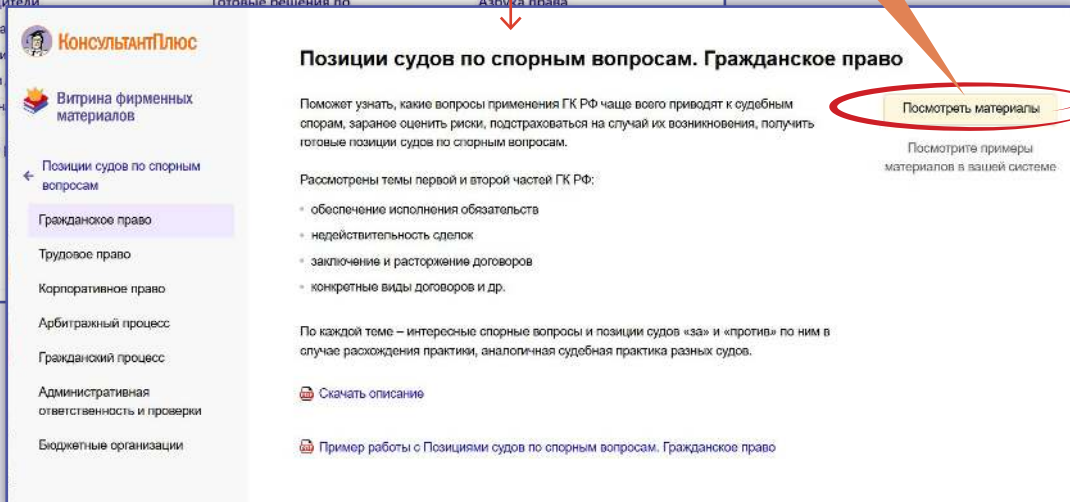 Готовые решения по
Азбука права
КонсультантПлюс
Витрина фирменных
материалов
Позиции судов по спорным
вопросам
Гражданское право
Трудовое право
Корпоративное право
Арбитражный процесс
Гражданский процесс
Административная
ответственность и проверки
Бюджетные организации
Позиции судов по спорным вопросам. Гражданское право
Поможет узнать, какие вопросы применения ГК РФ чаще всего приводят к судебным
спорам, заранее оценить риски, подстраховаться на случай их возникновения, получить
готовые позиции судов по спорным вопросам.
Рассмотрены темы первой и второй частей ГК РФ:
обеспечение исполнения обязательств
недействительность сделок
заключение и расторжение договоров
конкретные виды договоров и др.
По каждой теме – интересные спорные вопросы и позиции судов «за» и «против» по ним в
случае расхождения практики, аналогичная судебная практика разных судов.
Скачать описание
Пример работы с Позициями судов по спорным вопросам. Гражданское право
Посмотреть материалы
Посмотрите примеры
материалов в вашей системе